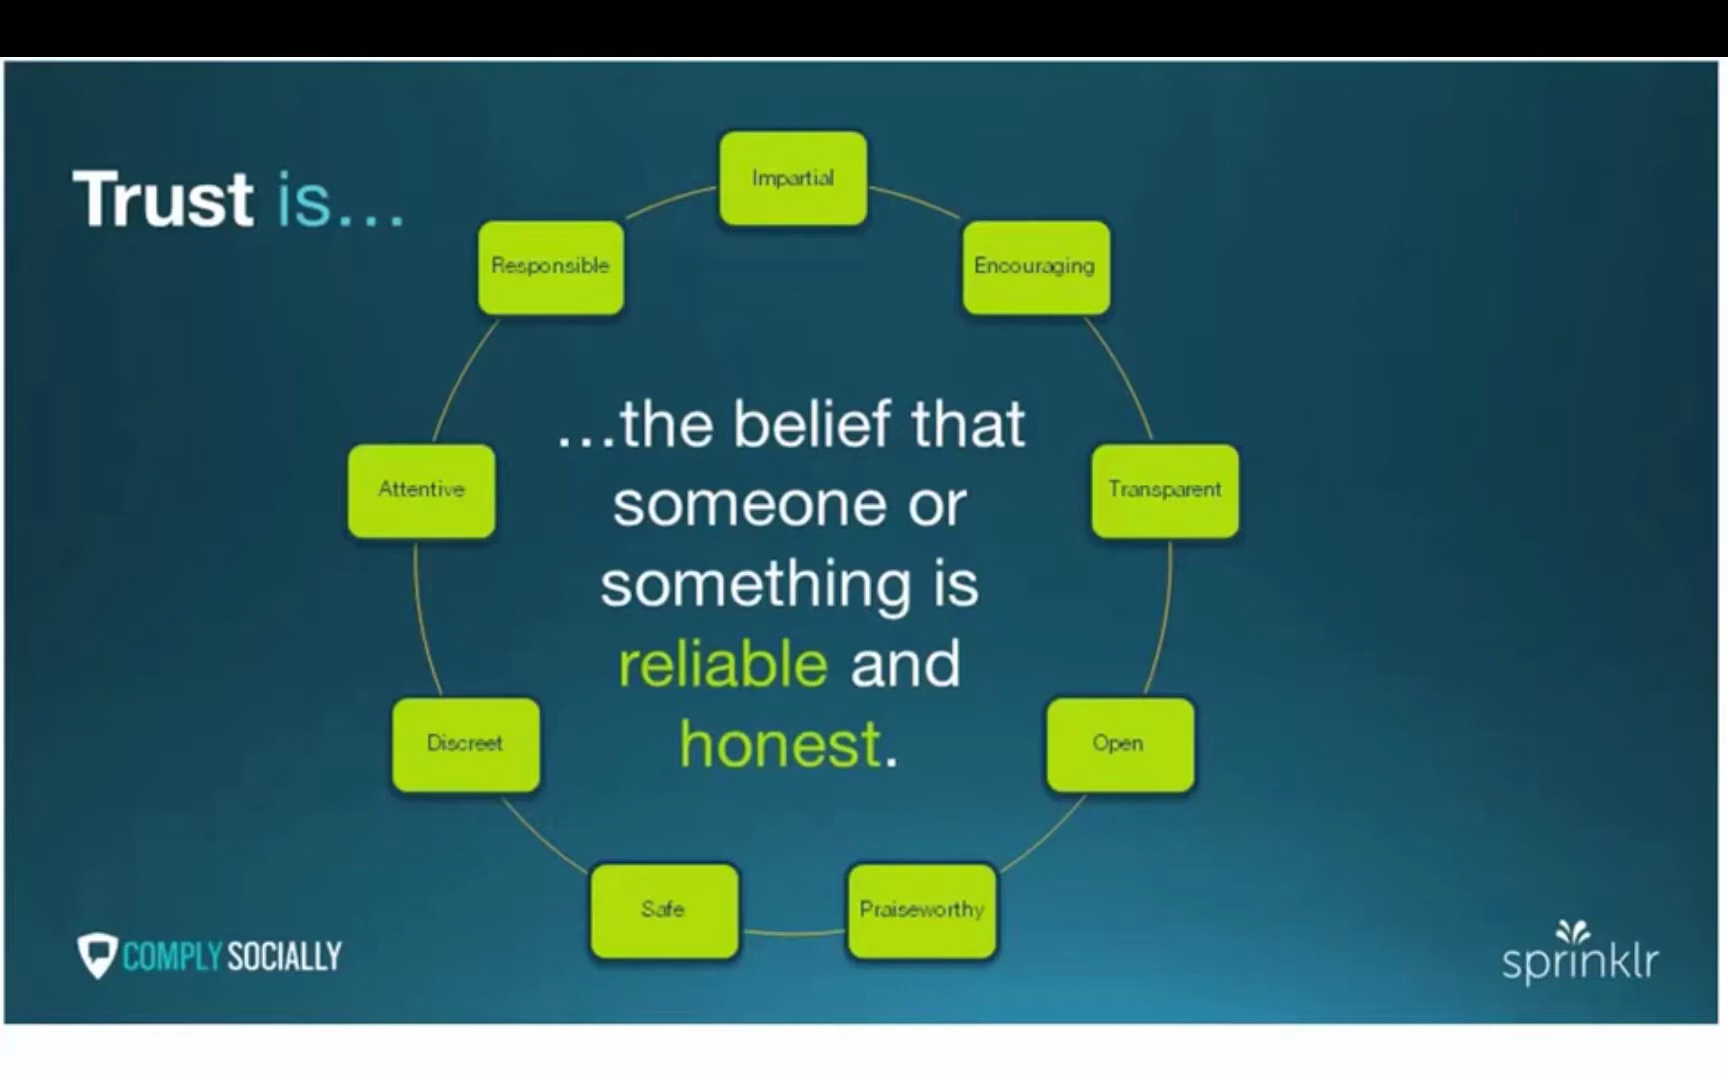 Trust is...
Impartial
Encouraging
Transparent
Open
Praiseworthy
Safe
Discreet
Attentive
Responsible
...the belief that
someone or
something is
reliable and
honest.
COMPLY SOCIALLY
sprinklr